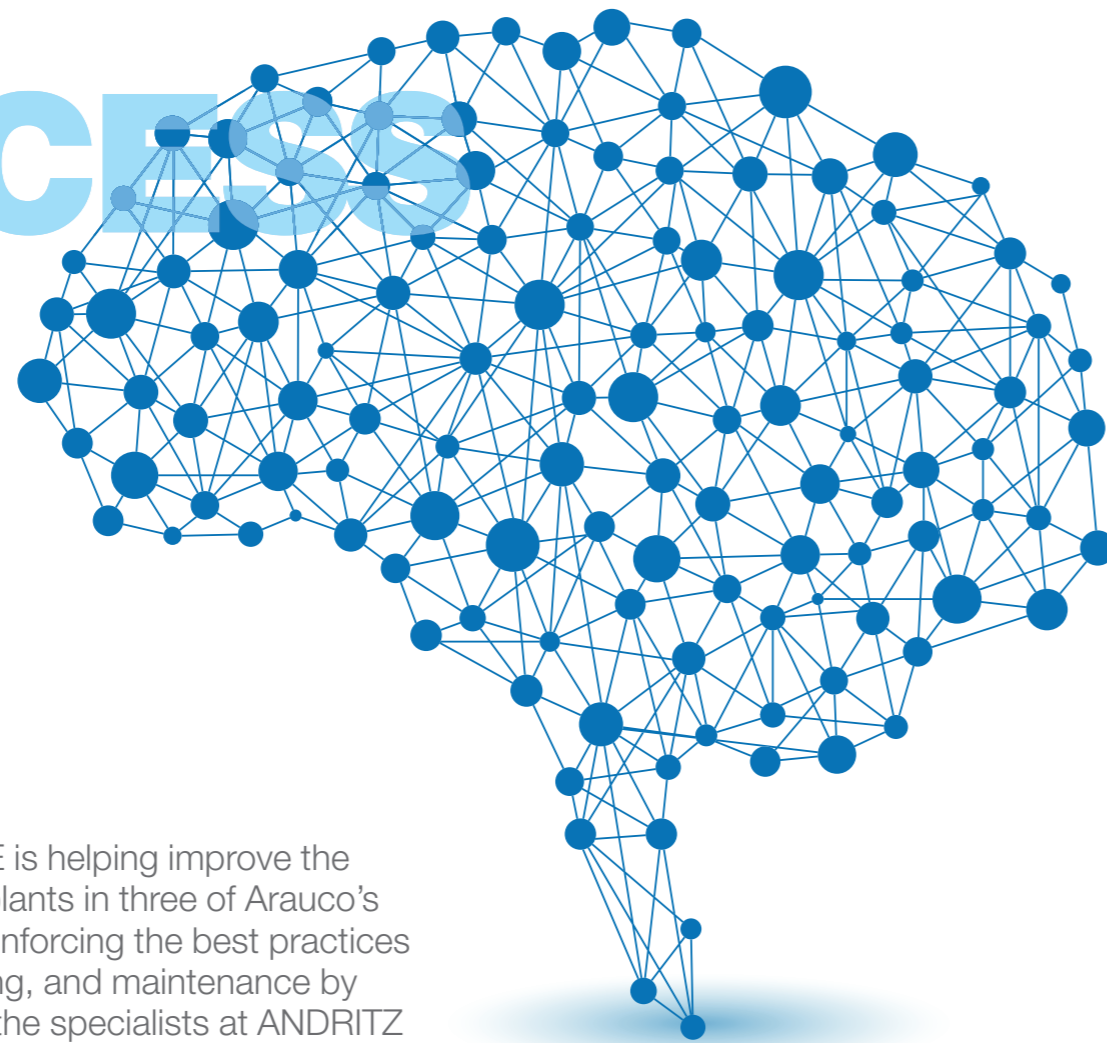 CESS
E is helping improve the
lants in three of Arauco’s
nforcing the best practices
ng, and maintenance by
the specialists at ANDRITZ